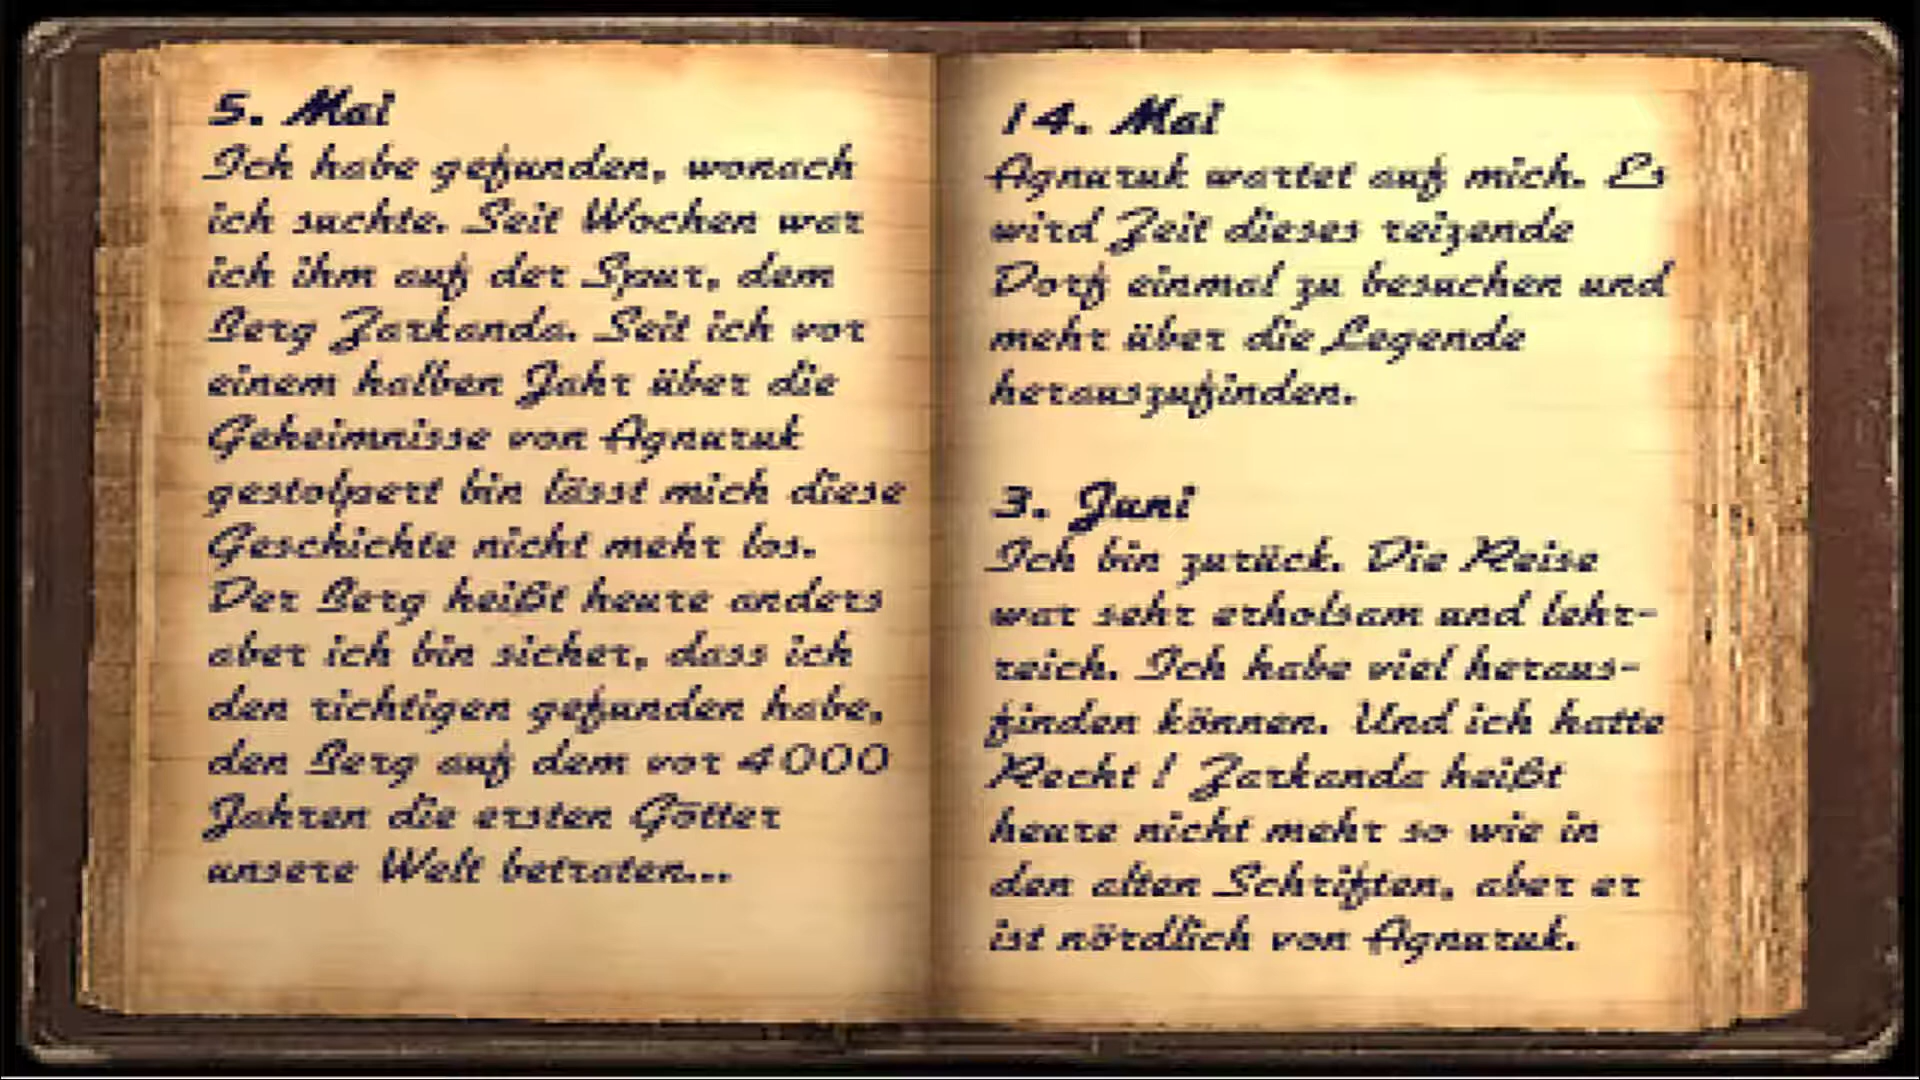 5. Mai
Ich habe gefunden, wonach
ich suchte. Seit Wochen war
ich ihm auf der Spur, dem
Berg Zarkanda. Seit ich vor
einem halben Jahr über die
Geheimnisse von Agnuruk
gestolpert bin lässt mich diese
Geschichte nicht mehr los.
Der Berg heißt heute anders
aber ich bin sicher, dass ich
den richtigen gefunden habe,
den Berg auf dem vor 4000
Jahren die ersten Götter
unsere Welt betraten...
14. Mai
Agnuruk wartet auf mich. Es
wird Zeit dieses reizende
Dorf einmal zu besuchen und
mehr über die Legende
herauszufinden.
3. Juni
Ich bin zurück. Die Reise
war sehr erholsam und lehr-
reich. Ich habe viel heraus-
finden können. Und ich hatte
Recht! Zarkanda heißt
heute nicht mehr so wie in
den alten Schriften, aber er
ist nördlich von Agnuruk.